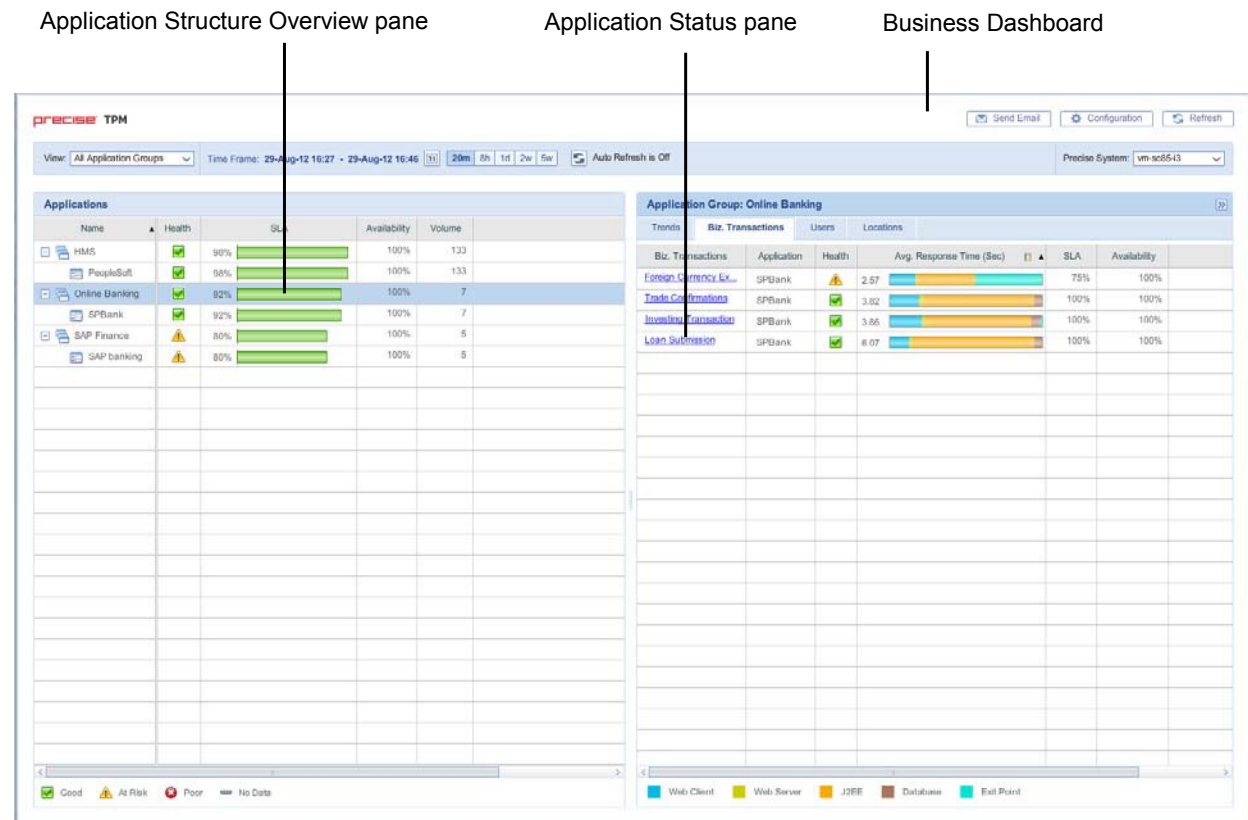 Application Structure Overview pane Application Status pane Business Dashboard
precise TPM Send Email Configuration Refresh
View: All Application Groups Time Frame: 29-Aug-12 16:27 - 29-Aug-12 16:46 20m 8h 1d 2w 5w Auto Refresh is Off Precise System: vm-sc85-i3
Applications Application Group: Online Banking
Trends Biz. Transactions Users Locations
Name Health SLA Availability Volume
Biz. Transactions Application Health Avg. Response Time (Sec) SLA Availability
HMS 98% 100% 133
PeopleSoft 98% 100% 133
Online Banking 92% 100% 7
SPBank 92% 100% 7
SAP Finance 80% 100% 5
SAP banking 80% 100% 5
Foreign Currency Ex... SPBank 2.57 75% 100%
Trade Confirmations SPBank 3.82 100% 100%
Investing Transaction SPBank 3.86 100% 100%
Loan Submission SPBank 6.07 100% 100%
Good At Risk Poor No Data
Web Client Web Server J2EE Database Exit Point